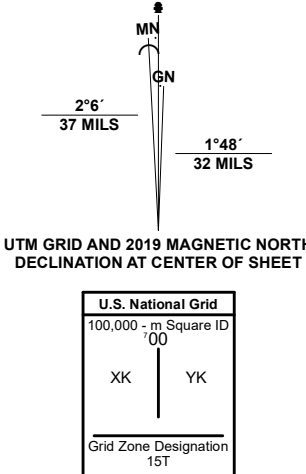 MN
GN
2°6´
37 MILS
1°48´
32 MILS
UTM GRID AND 2019 MAGNETIC NORTH
DECLINATION AT CENTER OF SHEET
U.S. National Grid
100,000 - m Square ID
⁷00
XK
YK
Grid Zone Designation
15T